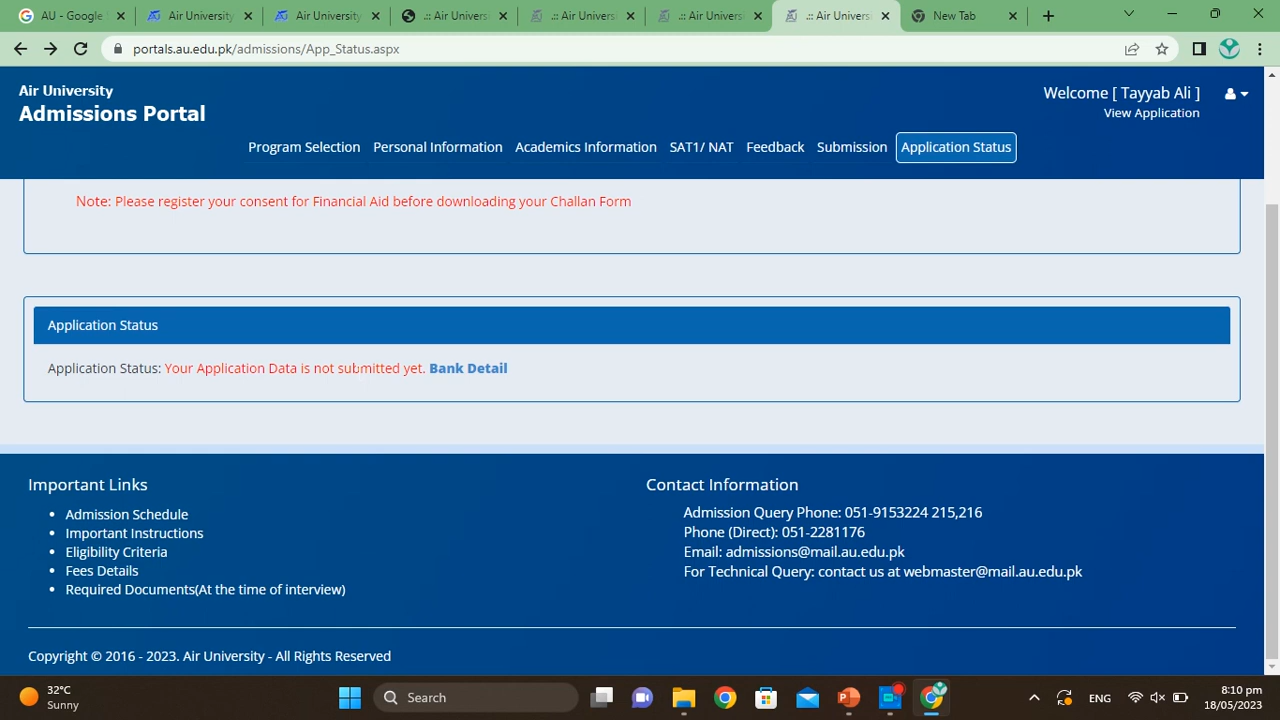 AU - Google
Air University
Air University
.:: Air Univers
.:: Air Univers
.:: Air Univers
.:: Air Univers
New Tab
portals.au.edu.pk/admissions/App_Status.aspx
Air University
Admissions Portal
Welcome [ Tayyab Ali ]
View Application
Program Selection Personal Information Academics Information SAT1/ NAT Feedback Submission Application Status
Note: Please register your consent for Financial Aid before downloading your Challan Form
Application Status
Application Status: Your Application Data is not submitted yet. Bank Detail
Important Links
Admission Schedule
Important Instructions
Eligibility Criteria
Fees Details
Required Documents(At the time of interview)
Contact Information
Admission Query Phone: 051-9153224 215,216
Phone (Direct): 051-2281176
Email: admissions@mail.au.edu.pk
For Technical Query: contact us at webmaster@mail.au.edu.pk
Copyright © 2016 - 2023. Air University - All Rights Reserved
32°C
Sunny
Search
ENG
8:10 pm
18/05/2023